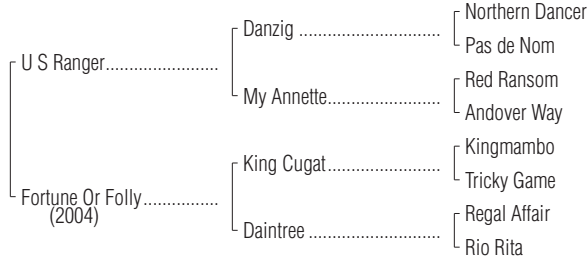 Northern Dancer
Danzig ..............................
Pas de Nom
U S Ranger........................
Red Ransom
My Annette........................
Andover Way
Kingmambo
King Cugat........................
Tricky Game
Fortune Or Folly................
(2004)
Regal Affair
Daintree ............................
Rio Rita